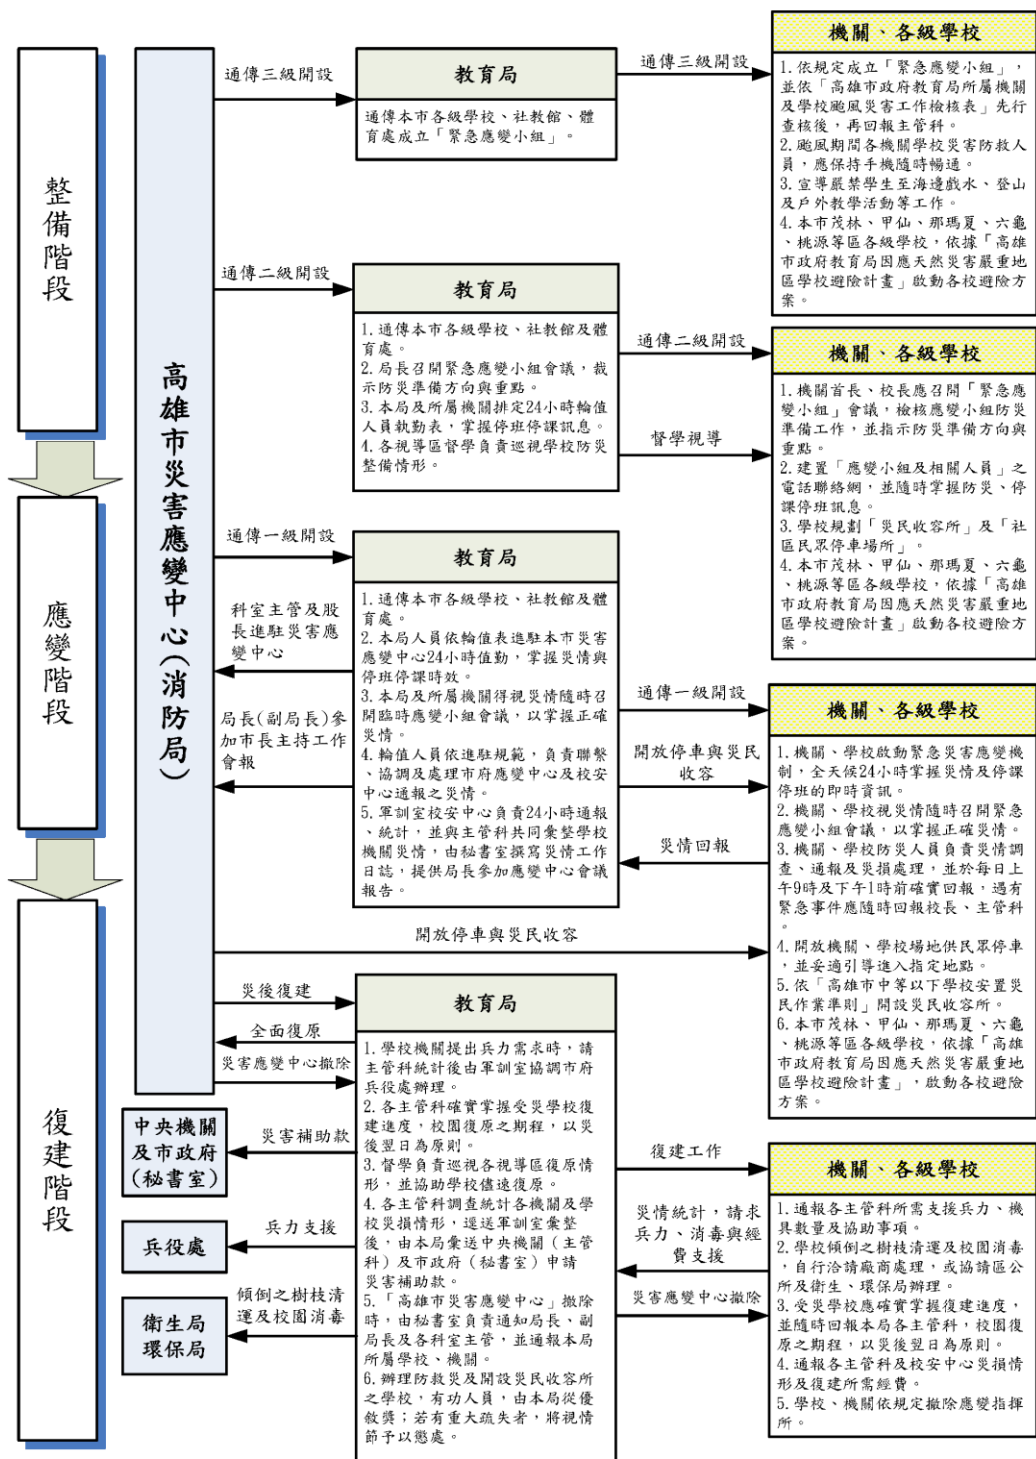 整備階段
應變階段
復建階段
高雄市災害應變中心(消防局)
中央機關
及市政府
(秘書室)
兵役處
衛生局
環保局
通傳三級開設
通傳二級開設
通傳一級開設
科室主管及股
長進駐災害應
變中心
局長(副局長)參
加市長主持工作
會報
開放停車與災民收容
災後復建
全面復原
災害應變中心撤除
災害補助款
兵力支援
傾倒之樹枝清
運及校園消毒
教育局
通傳本市各級學校、社教館、體
育處成立「緊急應變小組」。
教育局
1.通傳本市各級學校、社教館及體
育處。
2.局長召開緊急應變小組會議，裁
示防災準備方向與重點。
3.本局及所屬機關排定24小時輪值
人員執勤表，掌握停班停課訊息。
4.各視導區督學負責巡視學校防災
整備情形。
教育局
1.通傳本市各級學校、社教館及體
育處。
2.本局人員依輪值表進駐本市災害
應變中心24小時值勤，掌握災情與
停班停課時效。
3.本局及所屬機關得視災情隨時召
開臨時應變小組會議，以掌握正確
災情。
4.輪值人員依進駐規範，負責聯繫
、協調及處理市府應變中心及校安
中心通報之災情。
5.軍訓室校安中心負責24小時通報
、統計，並與主管科共同彙整學校
機關災情，由秘書室撰寫災情工作
日誌，提供局長參加應變中心會議
報告。
教育局
1.學校機關提出兵力需求時，請
主管科統計後由軍訓室協調市府
兵役處辦理。
2.各主管科確實掌握受災學校復
建進度，校園復原之期程，以災
後翌日為原則。
3.督學負責巡視各視導區復原情
形，並協助學校儘速復原。
4.各主管科調查統計各機關及學
校災損情形，逕送軍訓室彙整
後，由本局彙送中央機關（主管
科）及市政府（秘書室）申請
災害補助款。
5.「高雄市災害應變中心」撤除
時，由秘書室負責通知局長、副
局長及各科室主管，並通報本局
所屬學校、機關。
6.辦理防救災及開設災民收容所
之學校，有功人員，由本局從優
敘獎；若有重大疏失者，將視情
節予以懲處。
通傳三級開設
通傳二級開設
督學視導
通傳一級開設
開放停車與災民
收容
災情回報
復建工作
災情統計，請求
兵力、消毒與經
費支援
災害應變中心撤除
機關、各級學校
1.依規定成立「緊急應變小組」，
並依「高雄市政府教育局所屬機關
及學校颱風災害工作檢核表」先行
查核後，再回報主管科。
2.颱風期間各機關學校災害防救人
員，應保持手機隨時暢通。
3.宣導嚴禁學生至海邊戲水、登山
及戶外教學活動等工作。
4.本市茂林、甲仙、那瑪夏、六龜
、桃源等區各級學校，依據「高雄
市政府教育局因應天然災害嚴重地
區學校避險計畫」啟動各校避險方
案。
機關、各級學校
1.機關首長、校長應召開「緊急應
變小組」會議，檢核應變小組防災
準備工作，並指示防災準備方向與
重點。
2.建置「應變小組及相關人員」之
電話聯絡網，並隨時掌握防災、停
課停班訊息。
3.學校規劃「災民收容所」及「社
區民眾停車場所」。
4.本市茂林、甲仙、那瑪夏、六龜
、桃源等區各級學校，依據「高雄
市政府教育局因應天然災害嚴重地
區學校避險計畫」啟動各校避險方
案。
機關、各級學校
1.機關、學校啟動緊急災害應變機
制，全天候24小時掌握災情及停課
停班的即時資訊。
2.機關、學校視災情隨時召開緊急
應變小組會議，以掌握正確災情。
3.機關、學校防災人員負責災情調
查、通報及災損處理，並於每日上
午9時及下午1時前確實回報，遇有
緊急事件應隨時回報校長、主管科
。
4.開放機關、學校場地供民眾停車
，並妥適引導進入指定地點。
5.依「高雄市中等以下學校安置災
民作業準則」開設災民收容所。
6.本市茂林、甲仙、那瑪夏、六龜
、桃源等區各級學校，依據「高雄
市政府教育局因應天然災害嚴重地
區學校避險計畫」，啟動各校避險
方案。
機關、各級學校
1.通報各主管科所需支援兵力、機
具數量及協助事項。
2.學校傾倒之樹枝清運及校園消毒，
自行洽請廠商處理，或協請區公
所及衛生、環保局辦理。
3.受災學校應確實掌握復建進度，
並隨時回報本局各主管科，校園復
原之期程，以災後翌日為原則。
4.通報各主管科及校安中心災損情
形及復建所需經費。
5.學校、機關依規定撤除應變指揮
所。